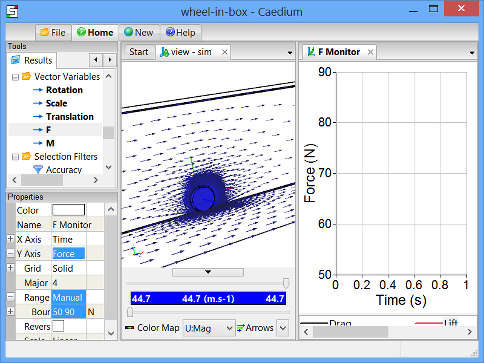 wheel-in-box - Caedium
File Home New Help
Tools
Results
Vector Variables
Rotation
Scale
Translation
F
M
Selection Filters
Accuracy
Properties
Color
Name F Monitor
X Axis Time
Y Axis Force
Grid Solid
Major 4
Range Manual
Bour 50 90 N
Revers
Scale Linear
Start view - sim
44.7 44.7 (m.s-1) 44.7
Color Map U:Mag Arrows
F Monitor
90
80
70
60
50
Force (N)
0 0.2 0.4 0.6 0.8 1
Time (s)
Drag Lift